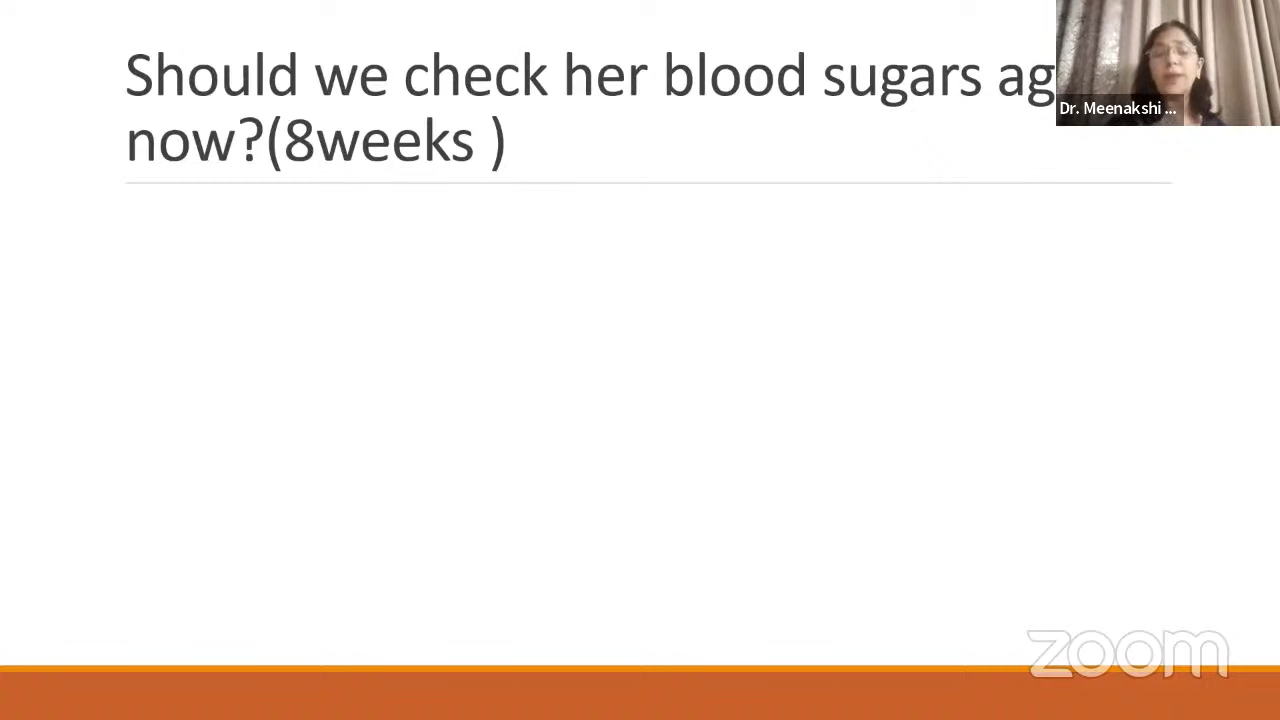 Should we check her blood sugars ag
now?(8weeks )
Dr. Meenakshi ...
zoom